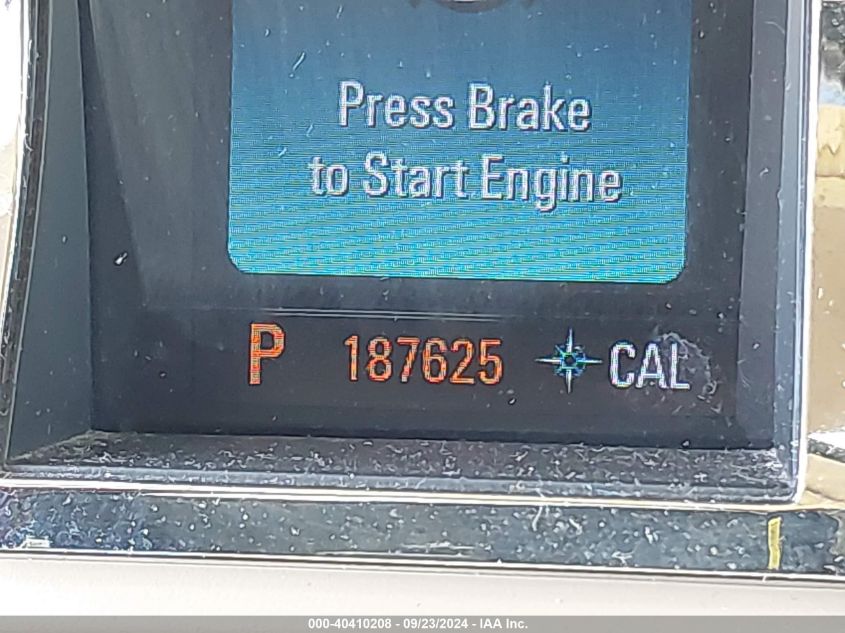 Press Brake
to Start Engine
P 187625 CAL
000-40410208 - 09/23/2024 - IAA Inc.